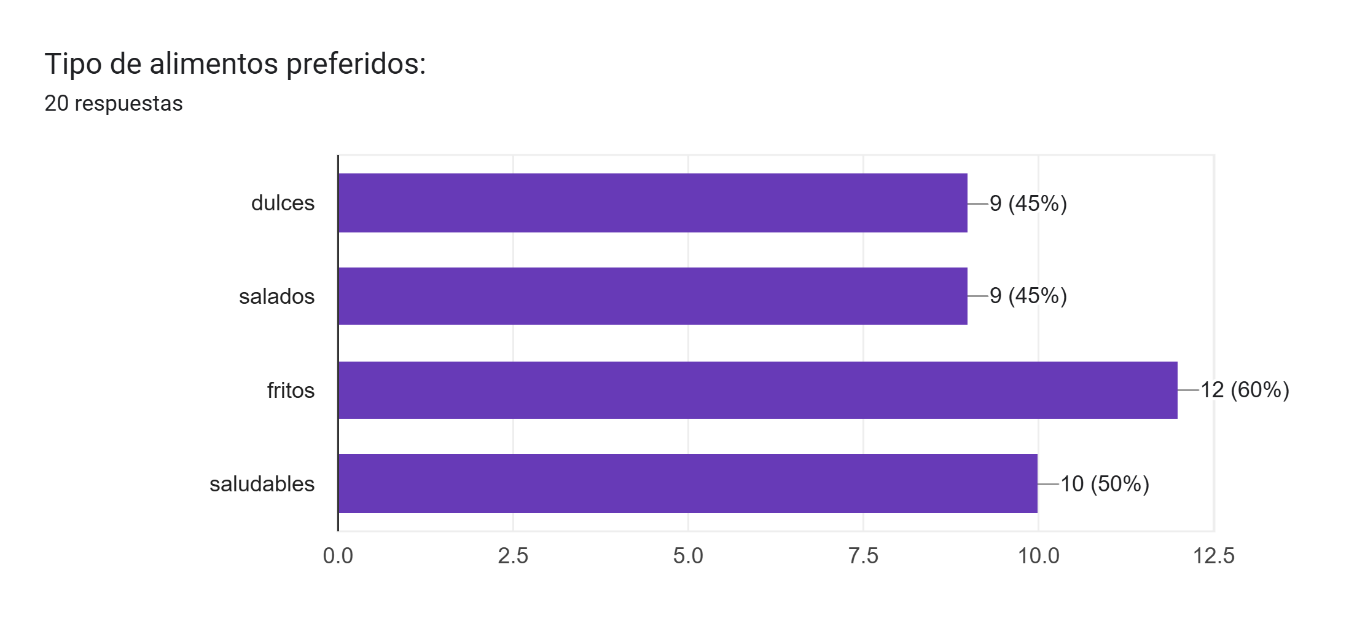 Tipo de alimentos preferidos:
20 respuestas
dulces
9 (45%)
salados
9 (45%)
fritos
12 (60%)
saludables
10 (50%)
0.0
2.5
5.0
7.5
10.0
12.5